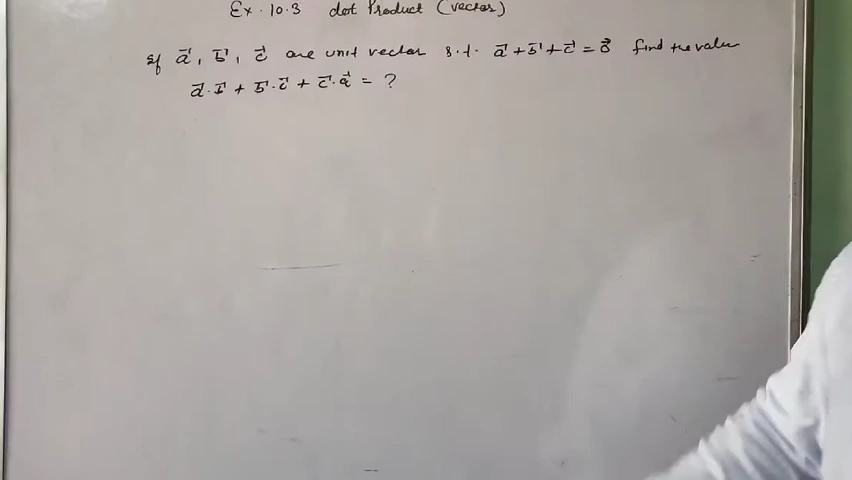 Ex. 10.3 dot Product (vector)
If a⃗, b⃗, c⃗ are unit vector s.t. a⃗ + b⃗ + c⃗ = 0⃗ find the value
a⃗.b⃗ + b⃗.c⃗ + c⃗.a⃗ = ?